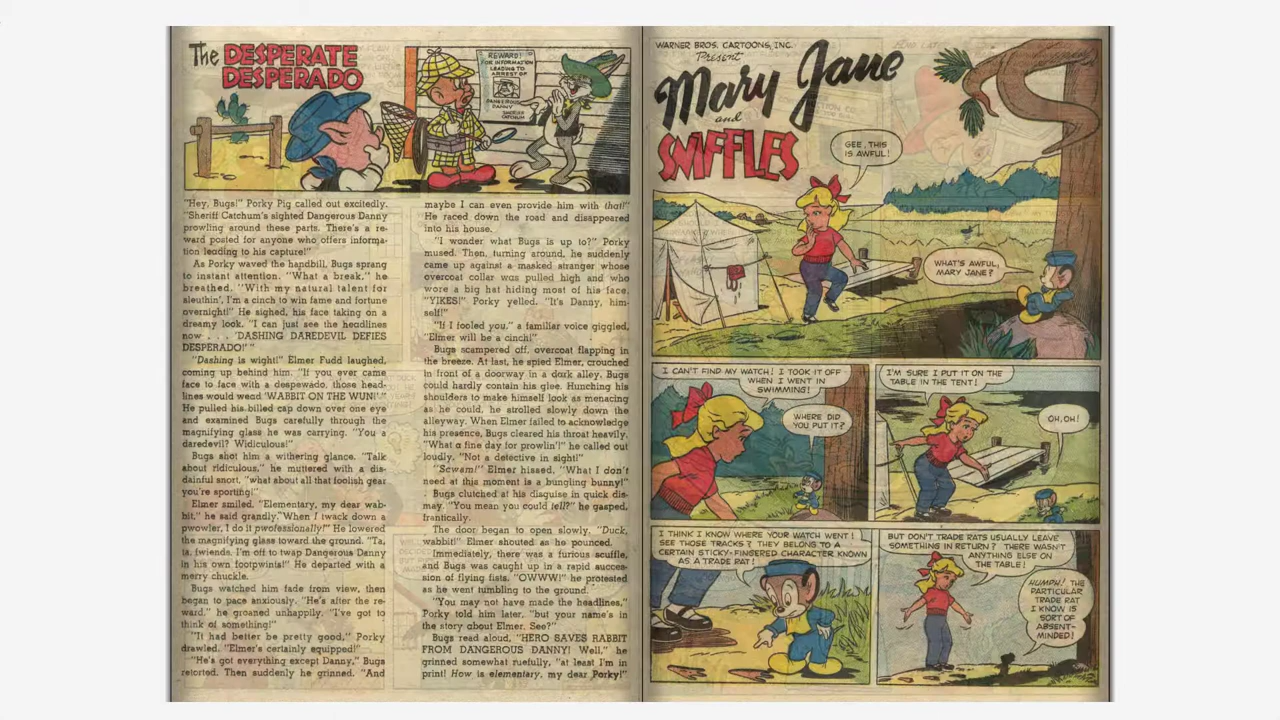 The DESPERATE
DESPERADO
REWARD!
FOR INFORMATION
LEADING TO
ARREST OF
DANGEROUS
DANNY
SHERIFF
CATCHUM
"Hey, Bugs!" Porky Pig called out excitedly.
"Sheriff Catchum's sighted Dangerous Danny
prowling around these parts. There's a re-
ward posted for anyone who offers informa-
tion leading to his capture!"
As Porky waved the handbill, Bugs sprang
to instant attention. "What a break," he
breathed. "With my natural talent for
sleuthin', I'm a cinch to win fame and fortune
overnight!" He sighed, his face taking on a
dreamy look. "I can just see the headlines
now . . . 'DASHING DAREDEVIL DEFIES
DESPERADO!' "
"Dashing is wight!" Elmer Fudd laughed,
coming up behind him. "If you ever came
face to face with a despewado, those head-
lines would wead 'WABBIT ON THE WUN!'."
He pulled his billed cap down over one eye
and examined Bugs carefully through the
magnifying glass he was carrying. "You a
daredevil? Widiculous!"
Bugs shot him a withering glance. "Talk
about ridiculous," he muttered with a dis-
dainful snort, "what about all that foolish gear
you're sporting!"
Elmer smiled. "Elementary, my dear wab-
bit," he said grandly. "When I twack down a
pwowler, I do it pwofessionally!" He lowered
the magnifying glass toward the ground. "Ta,
ta, fwiends. I'm off to twap Dangerous Danny
in his own footpwints!" He departed with a
merry chuckle.
Bugs watched him fade from view, then
began to pace anxiously. "He's after the re-
ward," he groaned unhappily. "I've got to
think of something!"
"It had better be pretty good," Porky
drawled. "Elmer's certainly equipped!"
"He's got everything except Danny," Bugs
retorted. Then suddenly he grinned. "And
maybe I can even provide him with that!"
He raced down the road and disappeared
into his house.
"I wonder what Bugs is up to?" Porky
mused. Then, turning around, he suddenly
came up against a masked stranger whose
overcoat collar was pulled high and who
wore a big hat hiding most of his face.
"YIKES!" Porky yelled. "It's Danny, him-
self!"
"If I fooled you," a familiar voice giggled,
"Elmer will be a cinch!"
Bugs scampered off, overcoat flapping in
the breeze. At last, he spied Elmer, crouched
in front of a doorway in a dark alley. Bugs
could hardly contain his glee. Hunching his
shoulders to make himself look as menacing
as he could, he strolled slowly down the
alleyway. When Elmer failed to acknowledge
his presence, Bugs cleared his throat heavily.
"What a fine day for prowlin'!" he called out
loudly. "Not a detective in sight!"
"Scwam!" Elmer hissed. "What I don't
need at this moment is a bungling bunny!"
Bugs clutched at his disguise in quick dis-
may. "You mean you could tell?" he gasped,
frantically.
The door began to open slowly. "Duck,
wabbit!" Elmer shouted as he pounced.
Immediately, there was a furious scuffle,
and Bugs was caught up in a rapid succes-
sion of flying fists. "OWWW!" he protested
as he went tumbling to the ground.
"You may not have made the headlines,"
Porky told him later, "but your name's in
the story about Elmer. See?"
Bugs read aloud, "HERO SAVES RABBIT
FROM DANGEROUS DANNY! Well," he
grinned somewhat ruefully, "at least I'm in
print! How is elementary, my dear Porky!"
WARNER BROS. CARTOONS, INC.
Present
Mary Jane
and
SNIFFLES
GEE, THIS
IS AWFUL!
WHAT'S AWFUL,
MARY JANE?
I CAN'T FIND MY WATCH! I TOOK IT OFF
WHEN I WENT IN
SWIMMING!
WHERE DID
YOU PUT IT?
I'M SURE I PUT IT ON THE
TABLE IN THE TENT!
OH, OH!
I THINK I KNOW WHERE YOUR WATCH WENT!
SEE THOSE TRACKS? THEY BELONG TO A
CERTAIN STICKY-FINGERED CHARACTER KNOWN
AS A TRADE RAT!
BUT DON'T TRADE RATS USUALLY LEAVE
SOMETHING IN RETURN? THERE WASN'T
ANYTHING ELSE ON
THE TABLE!
HUMPH! THE
PARTICULAR
TRADE RAT
I KNOW IS
SORT OF
ABSENT-
MINDED!